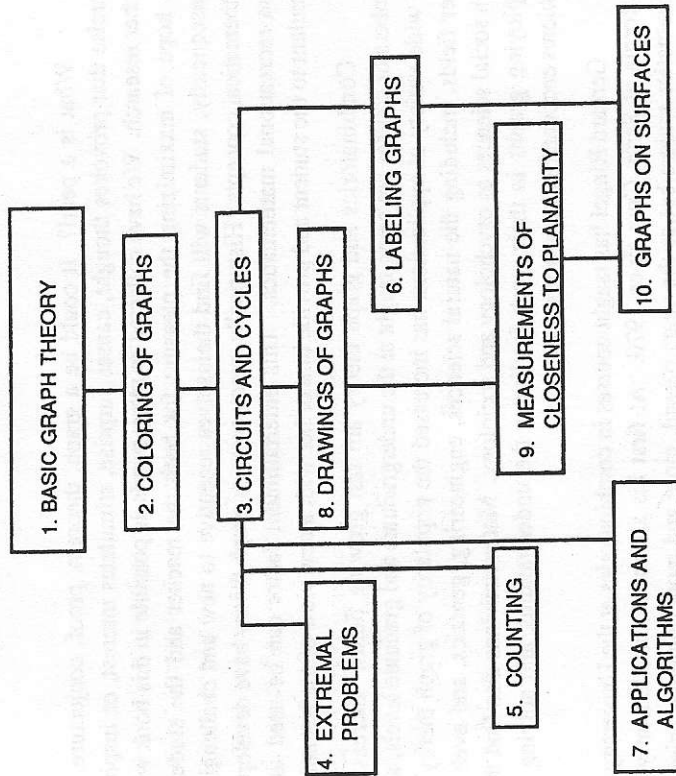 1. BASIC GRAPH THEORY
2. COLORING OF GRAPHS
3. CIRCUITS AND CYCLES
4. EXTREMAL
PROBLEMS
5. COUNTING
6. LABELING GRAPHS
7. APPLICATIONS AND
ALGORITHMS
8. DRAWINGS OF GRAPHS
9. MEASUREMENTS OF
CLOSENESS TO PLANARITY
10. GRAPHS ON SURFACES